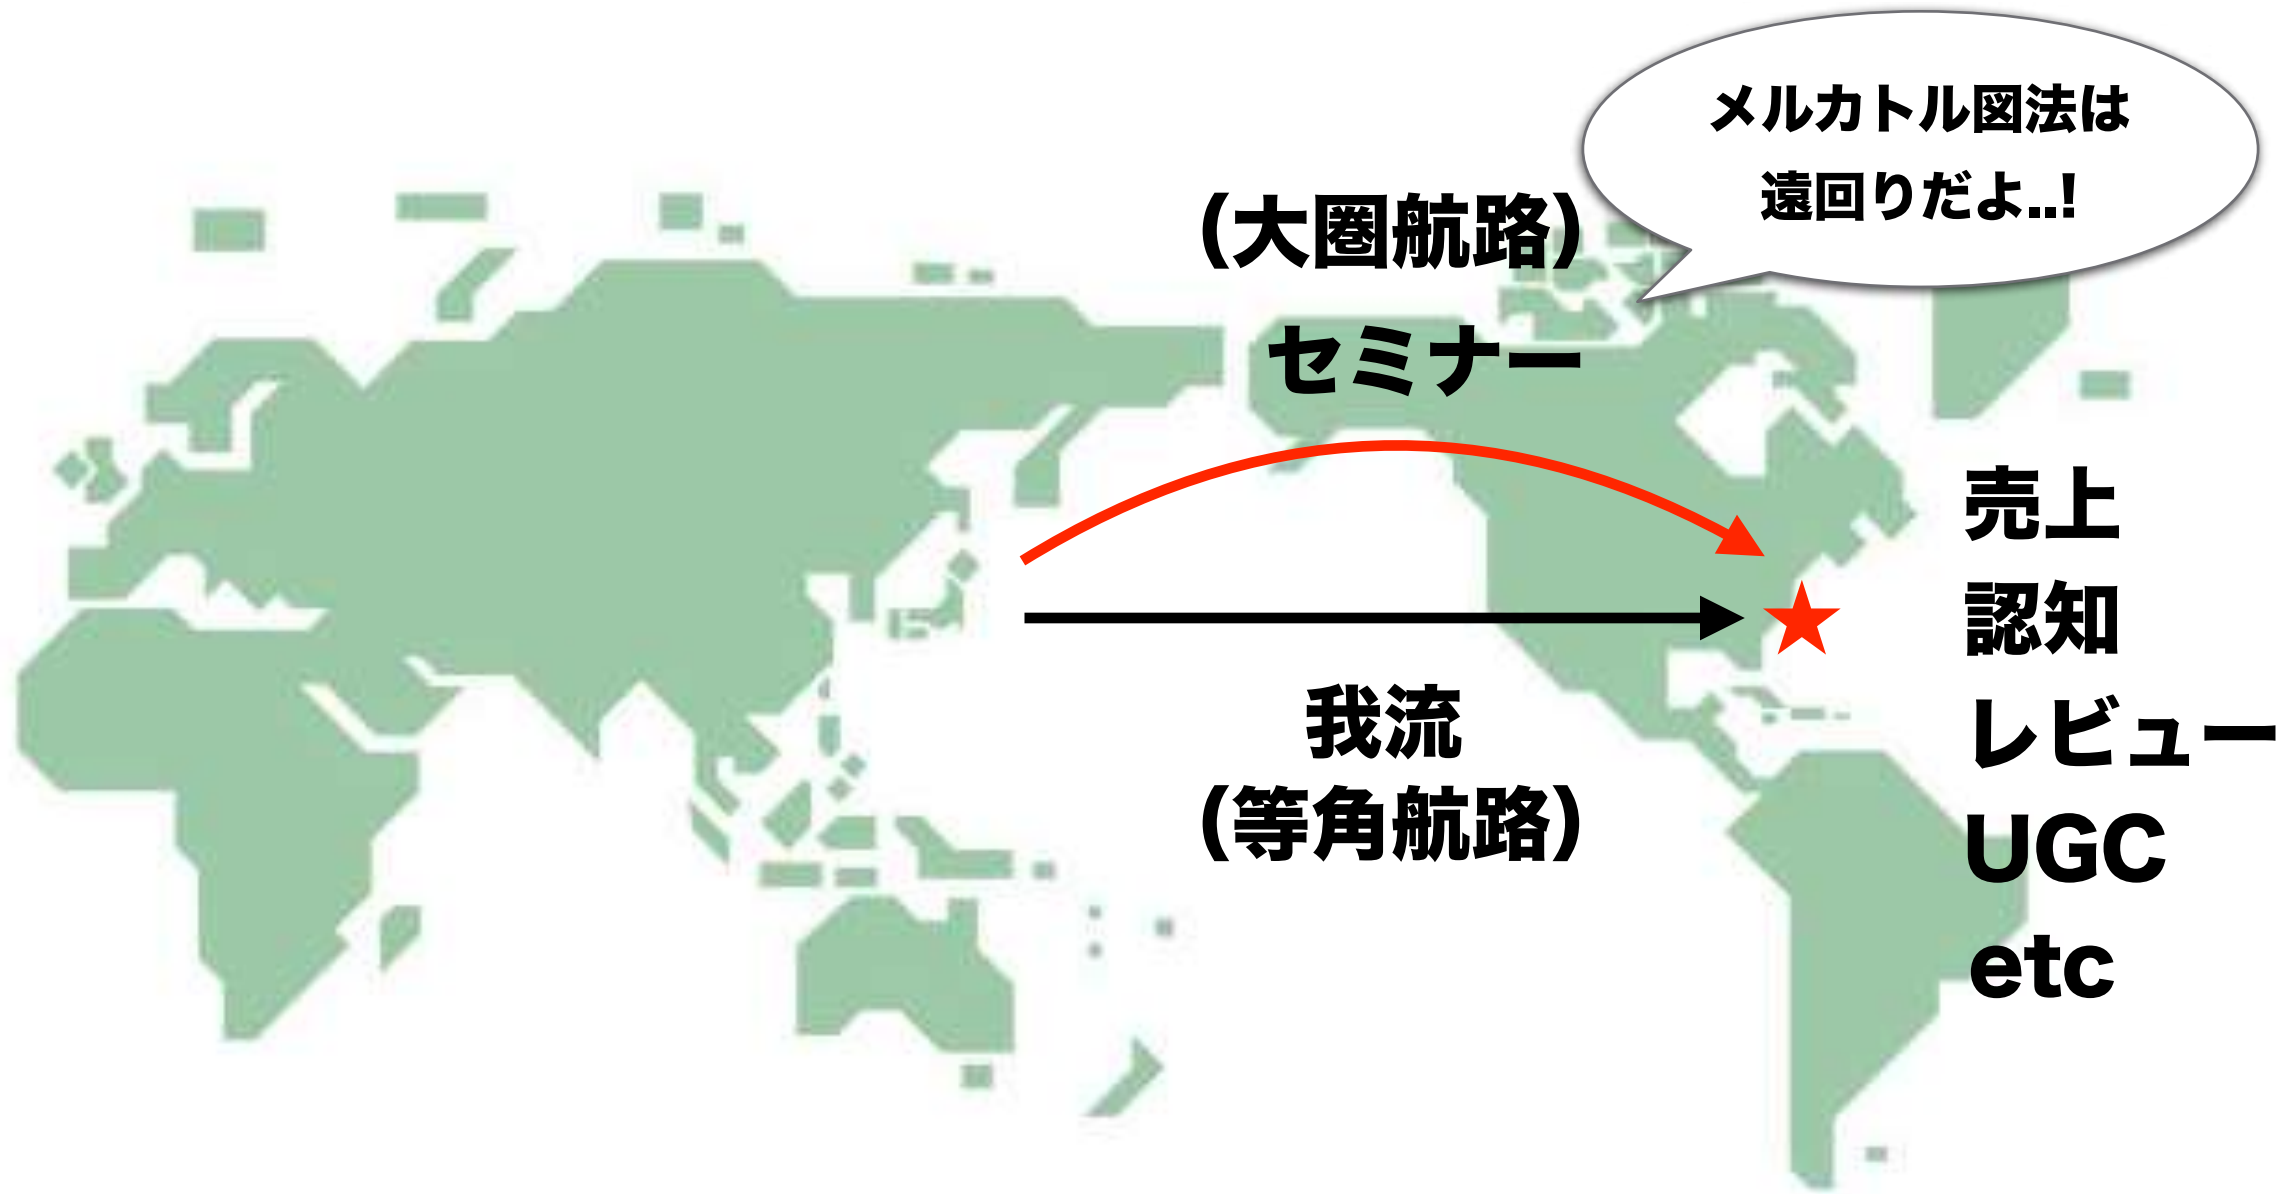 メルカトル図法は
遠回りだよ..!
（大圏航路）
セミナー
我流
（等角航路）
売上
認知
レビュー
UGC
etc